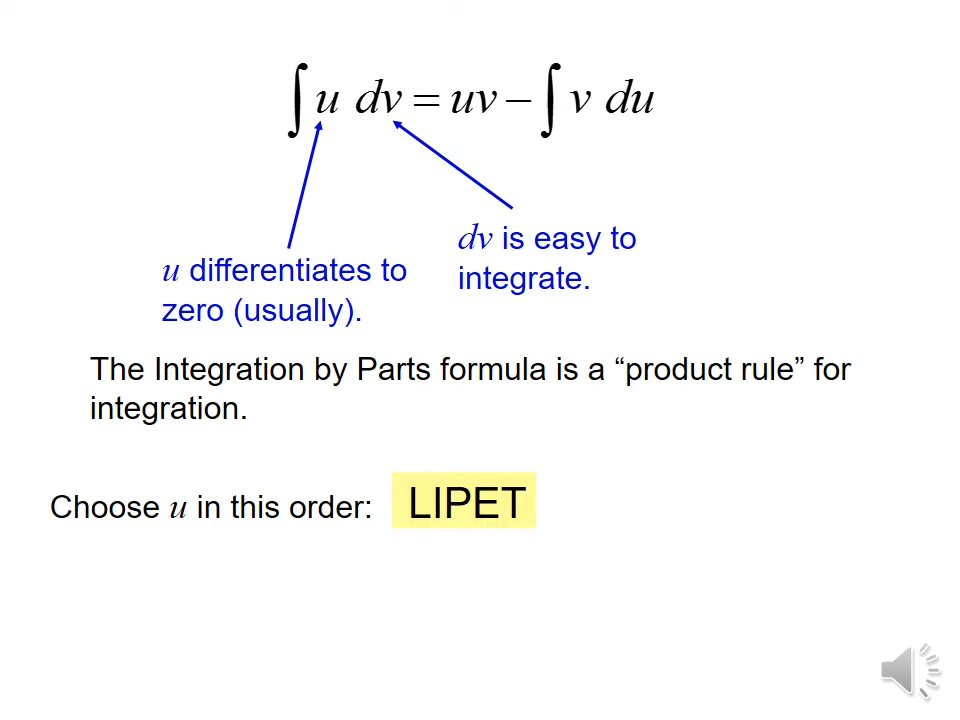 ∫ u dv = uv − ∫ v du
dv is easy to
integrate.
u differentiates to
zero (usually).
The Integration by Parts formula is a “product rule” for
integration.
Choose u in this order: LIPET